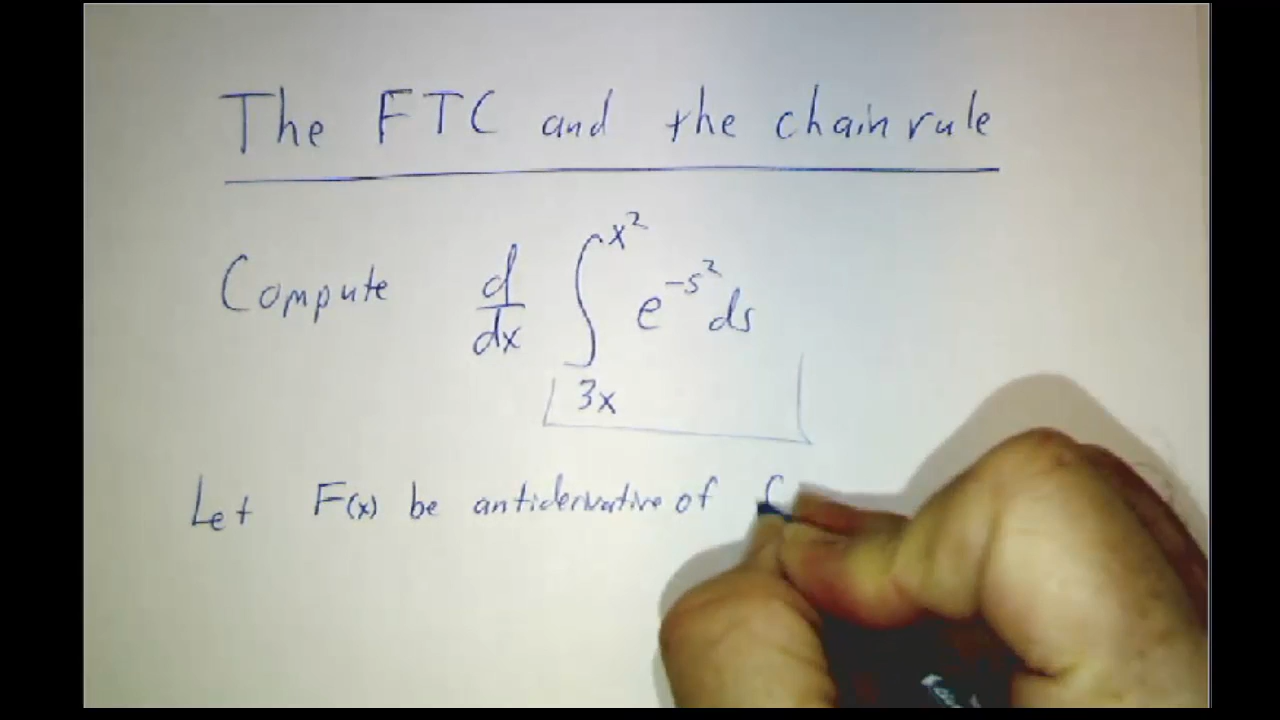 The FTC and the chain rule
Compute d/dx ∫_{3x}^{x²} e^{-s²} ds
Let F(x) be antiderivative of